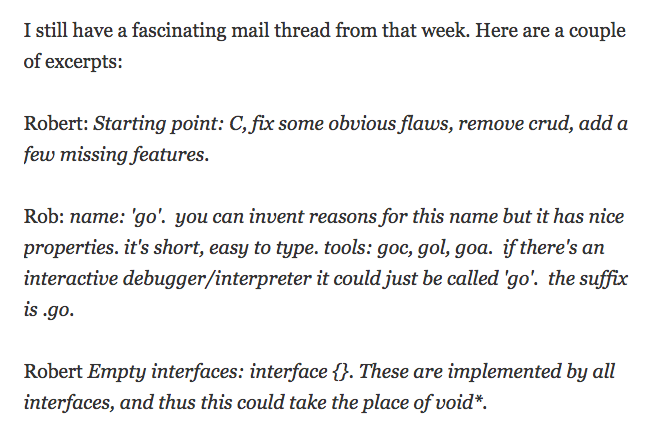 I still have a fascinating mail thread from that week. Here are a couple
of excerpts:
Robert: Starting point: C, fix some obvious flaws, remove crud, add a
few missing features.
Rob: name: 'go'.  you can invent reasons for this name but it has nice
properties. it's short, easy to type. tools: goc, gol, goa.  if there's an
interactive debugger/interpreter it could just be called 'go'.  the suffix
is .go.
Robert Empty interfaces: interface {}. These are implemented by all
interfaces, and thus this could take the place of void*.